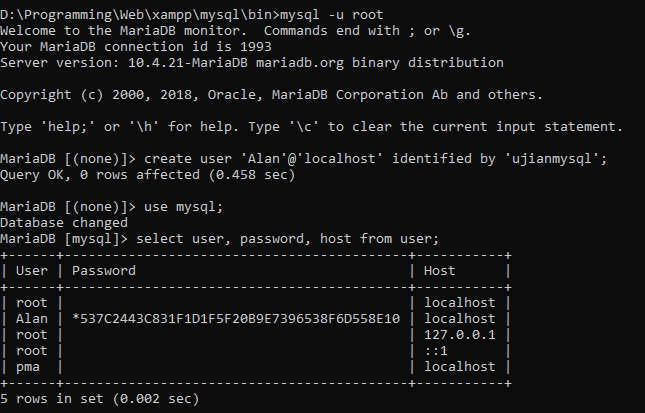 D:\Programming\Web\xampp\mysql\bin>mysql -u root
Welcome to the MariaDB monitor.  Commands end with ; or \g.
Your MariaDB connection id is 1993
Server version: 10.4.21-MariaDB mariadb.org binary distribution
Copyright (c) 2000, 2018, Oracle, MariaDB Corporation Ab and others.
Type 'help;' or '\h' for help. Type '\c' to clear the current input statement.
MariaDB [(none)]> create user 'Alan'@'localhost' identified by 'ujianmysql';
Query OK, 0 rows affected (0.458 sec)
MariaDB [(none)]> use mysql;
Database changed
MariaDB [mysql]> select user, password, host from user;
+------+-------------------------------------------+-----------+
| User | Password                                  | Host      |
+------+-------------------------------------------+-----------+
| root |                                           | localhost |
| Alan | *537C2443C831F1D1F5F20B9E7396538F6D558E10 | localhost |
| root |                                           | 127.0.0.1 |
| root |                                           | ::1       |
| pma  |                                           | localhost |
+------+-------------------------------------------+-----------+
5 rows in set (0.002 sec)